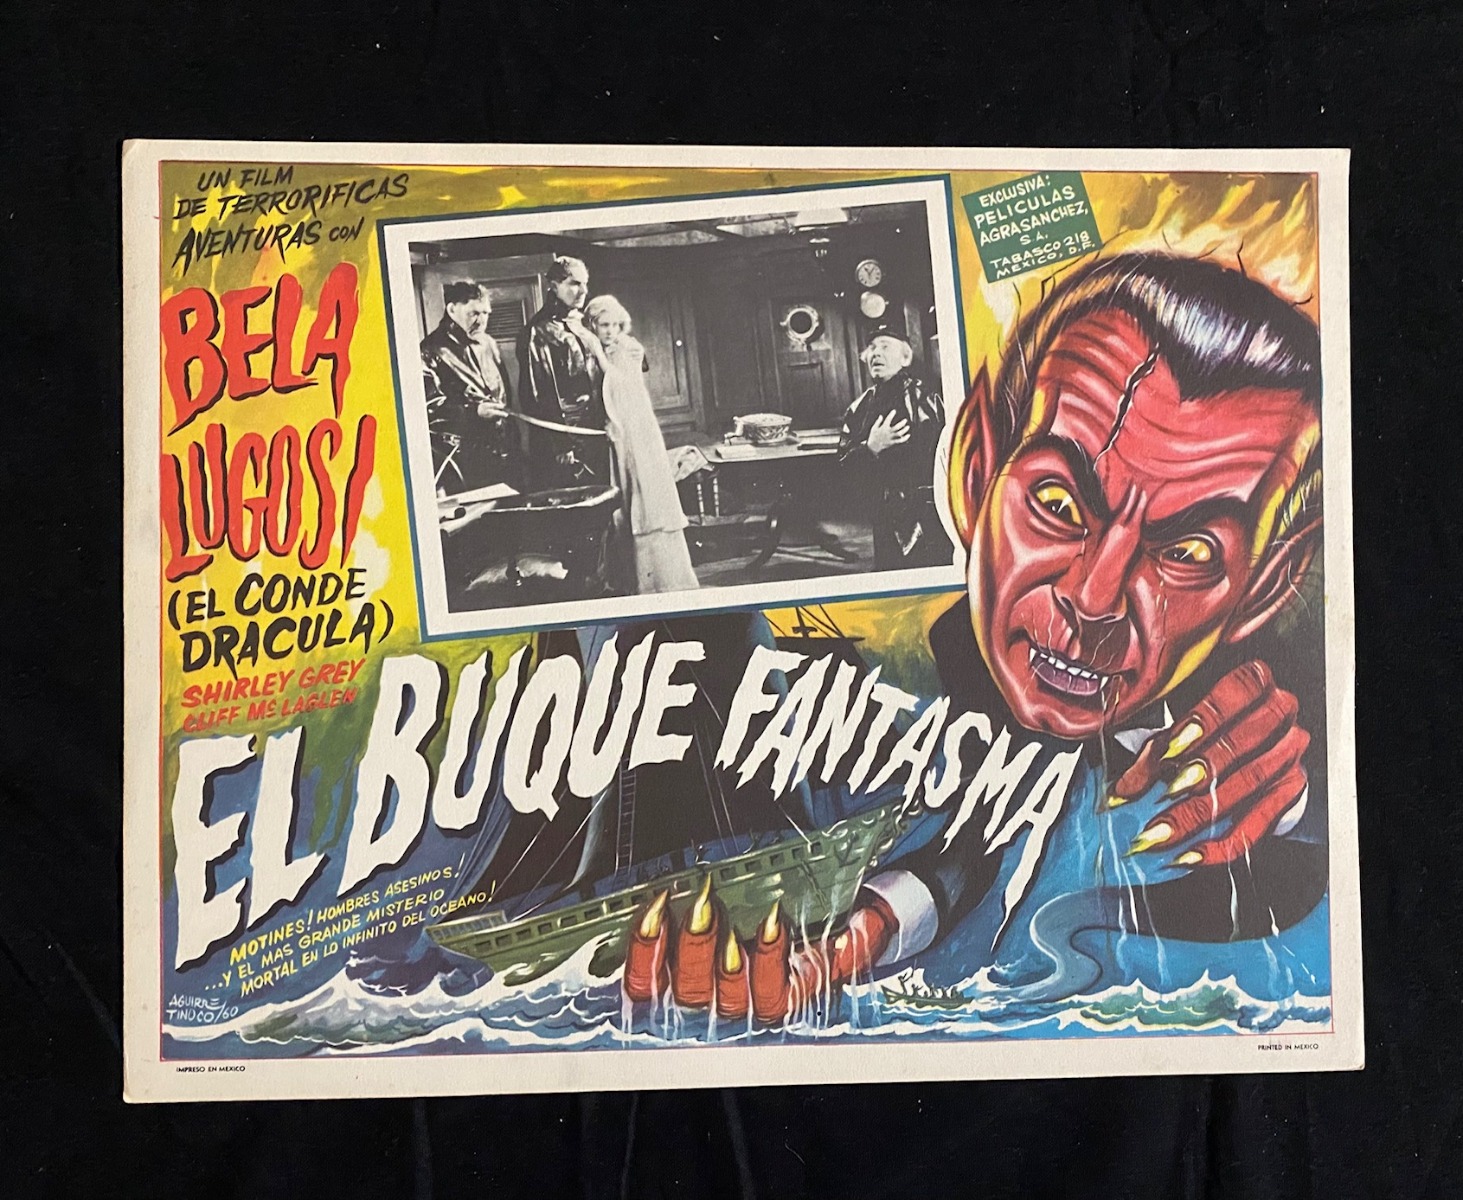 UN FILM
DE TERRORIFICAS
AVENTURAS CON
BELA
LUGOSI
(EL CONDE
DRACULA)
SHIRLEY GREY
CLIFF Mc LAGLEN
EXCLUSIVA:
PELICULAS
AGRASANCHEZ,
S.A.
TABASCO 218
MEXICO, D.F.
EL BUQUE FANTASMA
MOTINES! HOMBRES ASESINOS!
...Y EL MAS GRANDE MISTERIO
MORTAL EN LO INFINITO DEL OCEANO!
AGUIRRE
TINOCO/60
IMPRESO EN MEXICO
PRINTED IN MEXICO